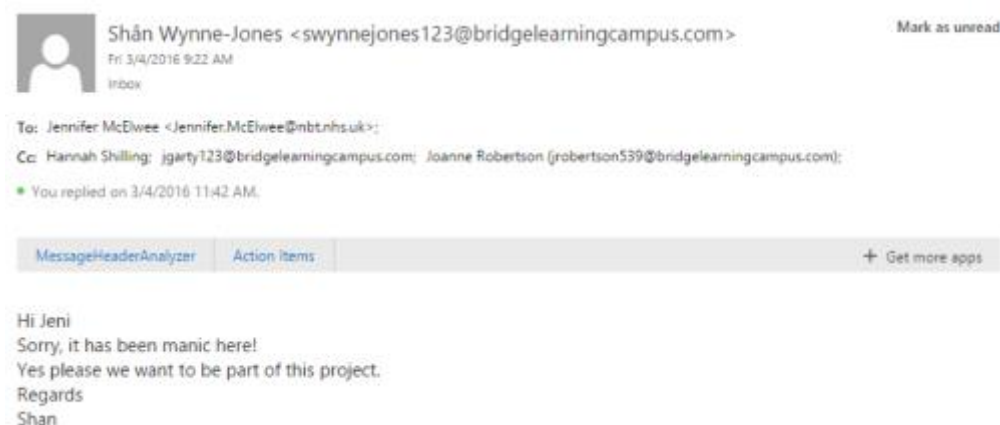 Shân Wynne-Jones <swynnejones123@bridgelearningcampus.com>
Mark as unread
Fri 3/4/2016 9:22 AM
Inbox
To: Jennifer McElwee <Jennifer.McElwee@nbt.nhs.uk>;
Cc: Hannah Shilling; jgarty123@bridgelearningcampus.com; Joanne Robertson (jrobertson539@bridgelearningcampus.com);
You replied on 3/4/2016 11:42 AM.
MessageHeaderAnalyzer Action Items + Get more apps
Hi Jeni
Sorry, it has been manic here!
Yes please we want to be part of this project.
Regards
Shan